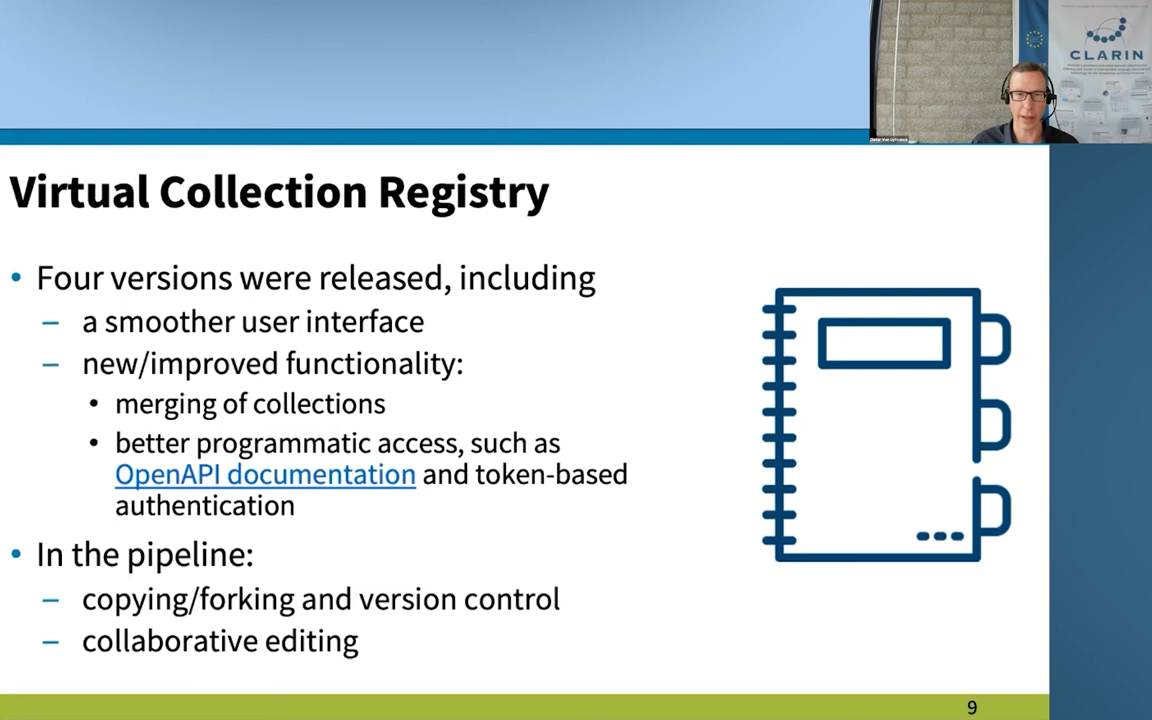 CLARIN
Virtual Collection Registry
• Four versions were released, including
– a smoother user interface
– new/improved functionality:
• merging of collections
• better programmatic access, such as
OpenAPI documentation and token-based
authentication
• In the pipeline:
– copying/forking and version control
– collaborative editing
9